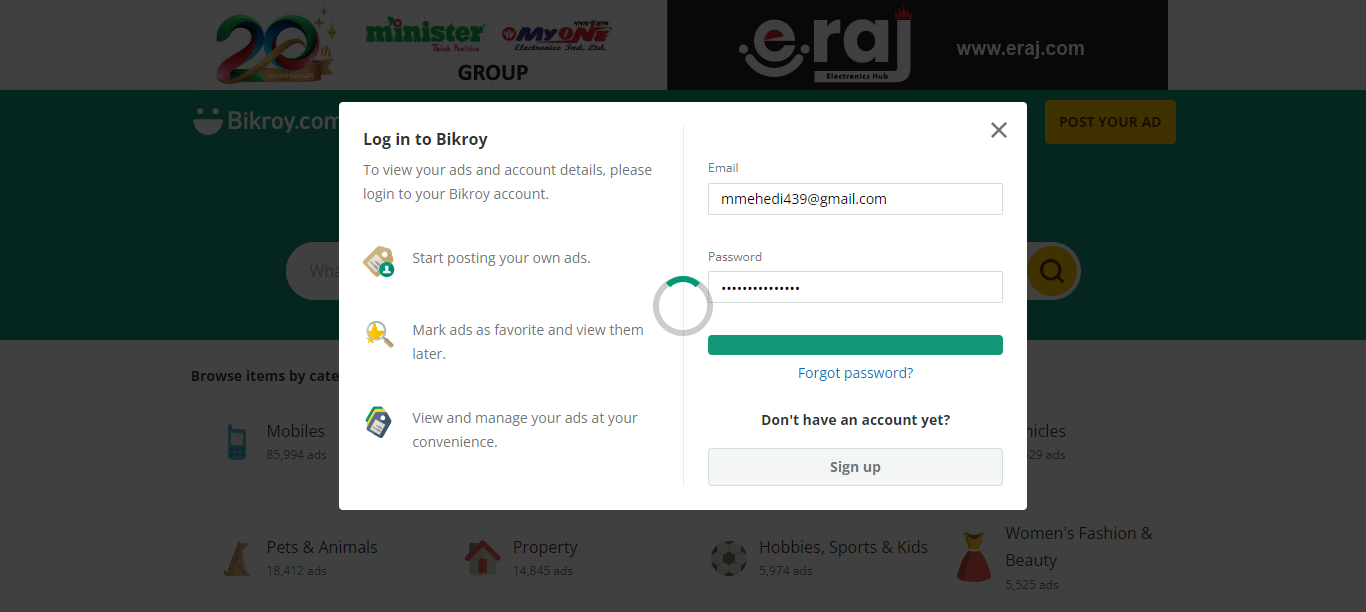 20
ANNIVERSARY
minister
Think Positive
MyONE
Electronics Ind. Ltd.
GROUP
e.raj
Electronics Hub
www.eraj.com
Bikroy.com
POST YOUR AD
Log in to Bikroy
To view your ads and account details, please
login to your Bikroy account.
Start posting your own ads.
Mark ads as favorite and view them
later.
View and manage your ads at your
convenience.
Email
mmehedi439@gmail.com
Password
•••••••••••••••
Forgot password?
Don't have an account yet?
Sign up
Browse items by cate
Mobiles
85,994 ads
hicles
29 ads
Pets & Animals
18,412 ads
Property
14,845 ads
Hobbies, Sports & Kids
5,974 ads
Women's Fashion &
Beauty
5,525 ads